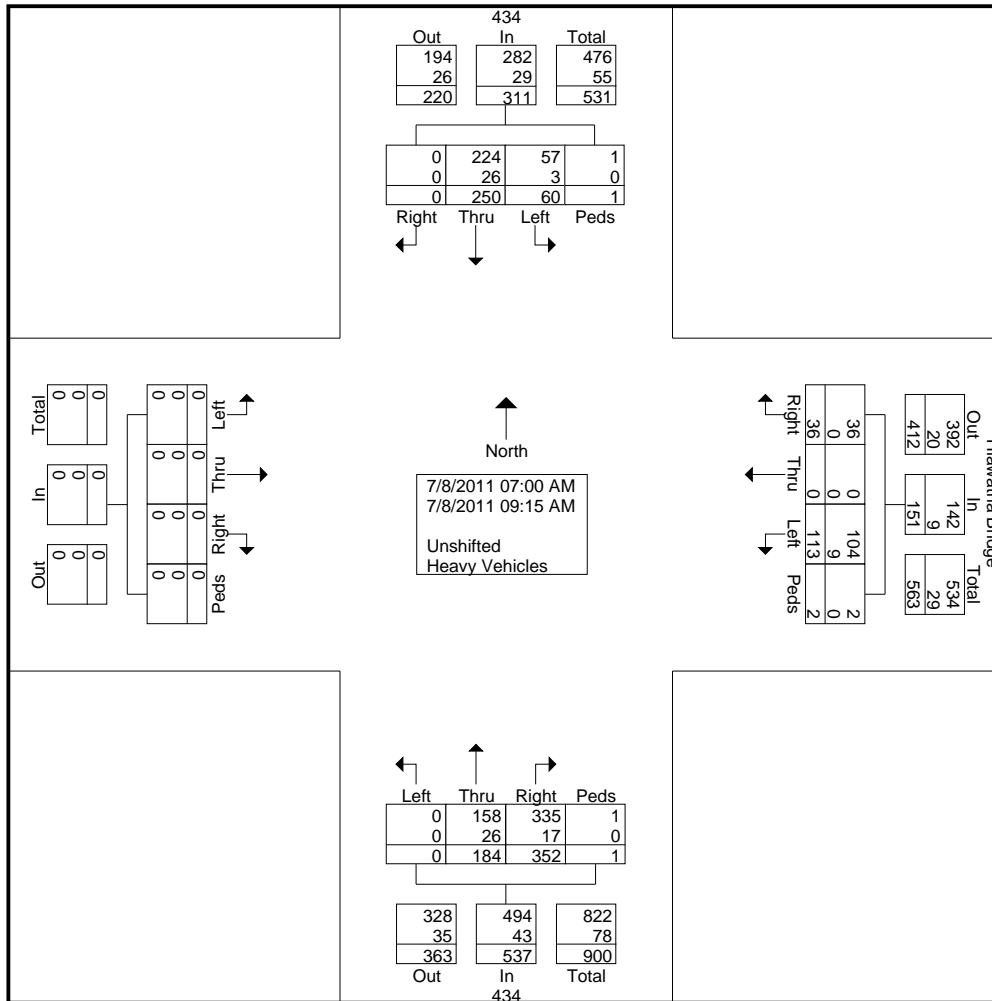 434
Out In Total
194 282 476
26 29 55
220 311 531
0 224 57 1
0 26 3 0
0 250 60 1
Right Thru Left Peds
Total
0 0 0
In
0 0 0
Out
0 0 0
Left
0 0 0
Thru
0 0 0
Right
0 0 0
Peds
0 0 0
North
7/8/2011 07:00 AM
7/8/2011 09:15 AM
Unshifted
Heavy Vehicles
Right Thru Left Peds
36 0 113 2
0 0 9 0
36 0 104 2
Out In Total
392 142 534
20 9 29
412 151 563
Hiawatha Bridge
Left Thru Right Peds
0 158 335 1
0 26 17 0
0 184 352 1
328 494 822
35 43 78
363 537 900
Out In Total
434